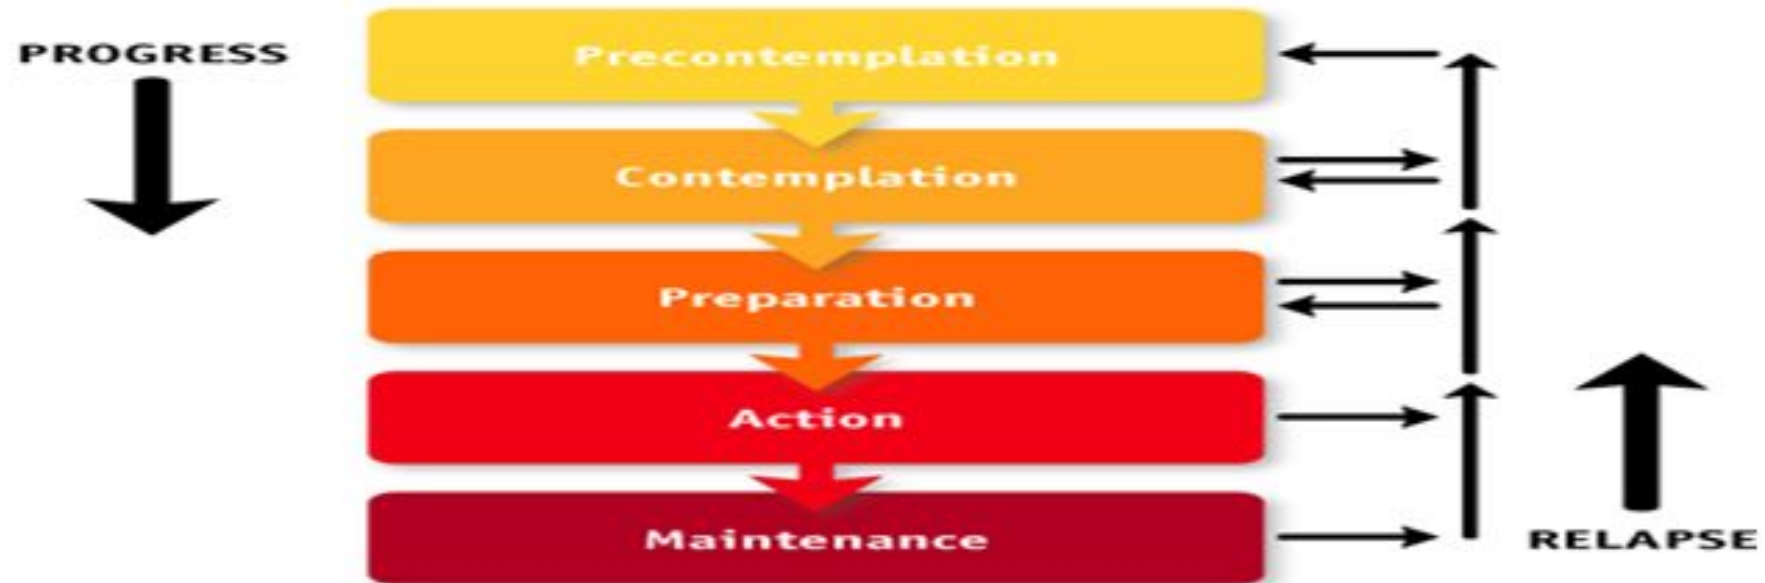 PROGRESS
Precontemplation
Contemplation
Preparation
Action
Maintenance
RELAPSE